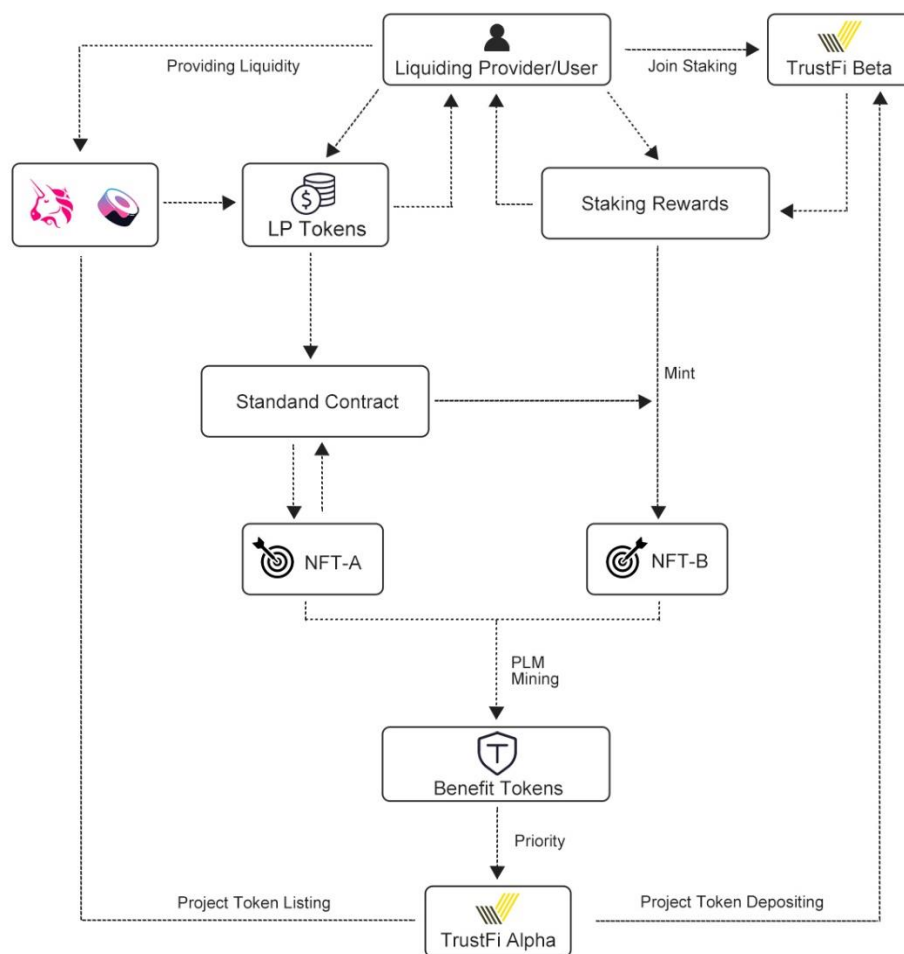 Providing Liquidity
Liquiding Provider/User
Join Staking
TrustFi Beta
$
LP Tokens
Staking Rewards
Mint
Standand Contract
NFT-A
NFT-B
PLM
Mining
T
Benefit Tokens
Priority
Project Token Listing
TrustFi Alpha
Project Token Depositing